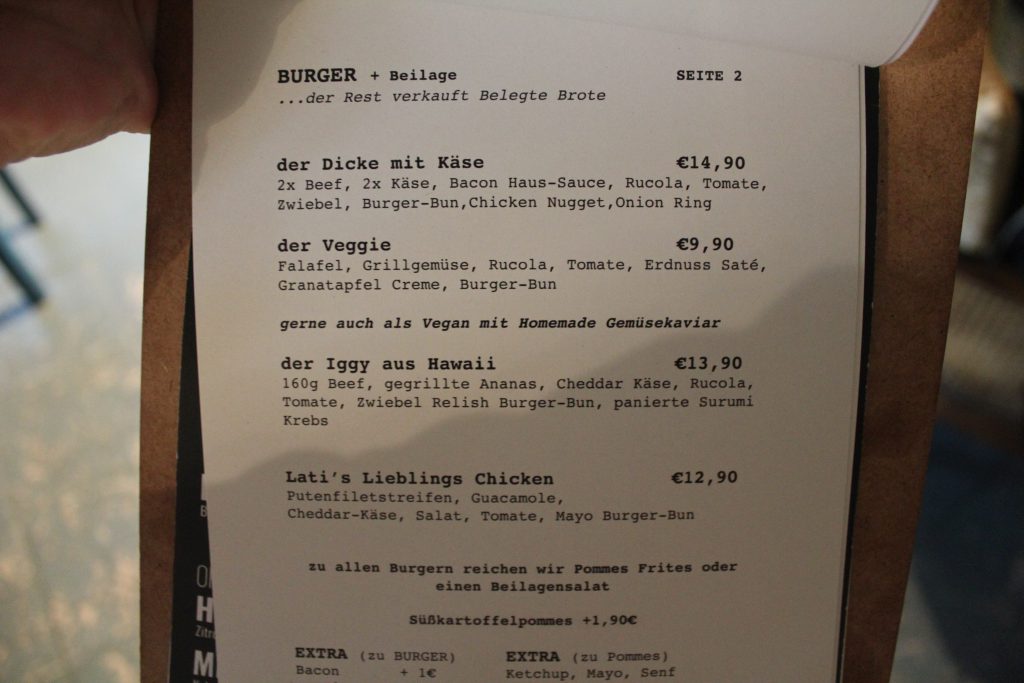 BURGER + Beilage SEITE 2
...der Rest verkauft Belegte Brote
der Dicke mit Käse €14,90
2x Beef, 2x Käse, Bacon Haus-Sauce, Rucola, Tomate,
Zwiebel, Burger-Bun,Chicken Nugget,Onion Ring
der Veggie €9,90
Falafel, Grillgemüse, Rucola, Tomate, Erdnuss Saté,
Granatapfel Creme, Burger-Bun
gerne auch als Vegan mit Homemade Gemüsekaviar
der Iggy aus Hawaii €13,90
160g Beef, gegrillte Ananas, Cheddar Käse, Rucola,
Tomate, Zwiebel Relish Burger-Bun, panierte Surumi
Krebs
Lati's Lieblings Chicken €12,90
Putenfiletstreifen, Guacamole,
Cheddar-Käse, Salat, Tomate, Mayo Burger-Bun
zu allen Burgern reichen wir Pommes Frites oder
einen Beilagensalat
Süßkartoffelpommes +1,90€
EXTRA (zu BURGER) EXTRA (zu Pommes)
Bacon + 1€ Ketchup, Mayo, Senf